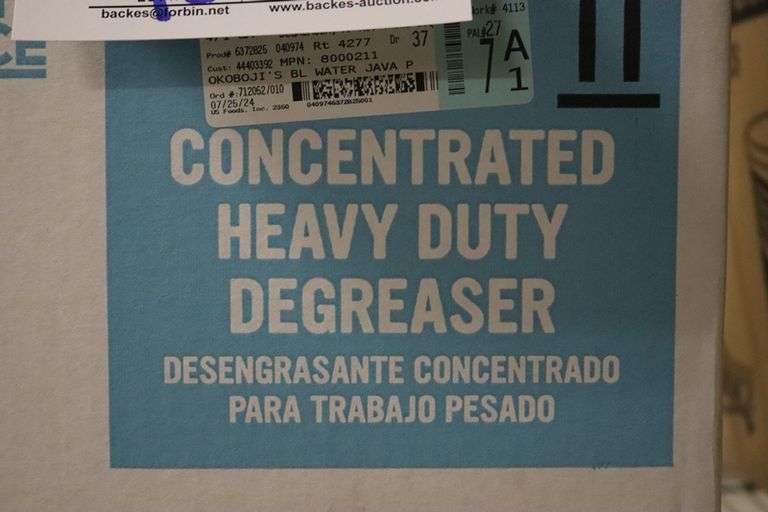 backes@forbin.net www.backes-auction.com
Work# 4113
Prod# 6372825 040974 Rt 4277 Dr 37
PAL# 27
Cust: 44403392 MPN: 8000211
7 A
1
OKOBOJI'S BL WATER JAVA P
Ord #:712052/010
07/25/24
US Foods, Inc. 2060
CONCENTRATED
HEAVY DUTY
DEGREASER
DESENGRASANTE CONCENTRADO
PARA TRABAJO PESADO